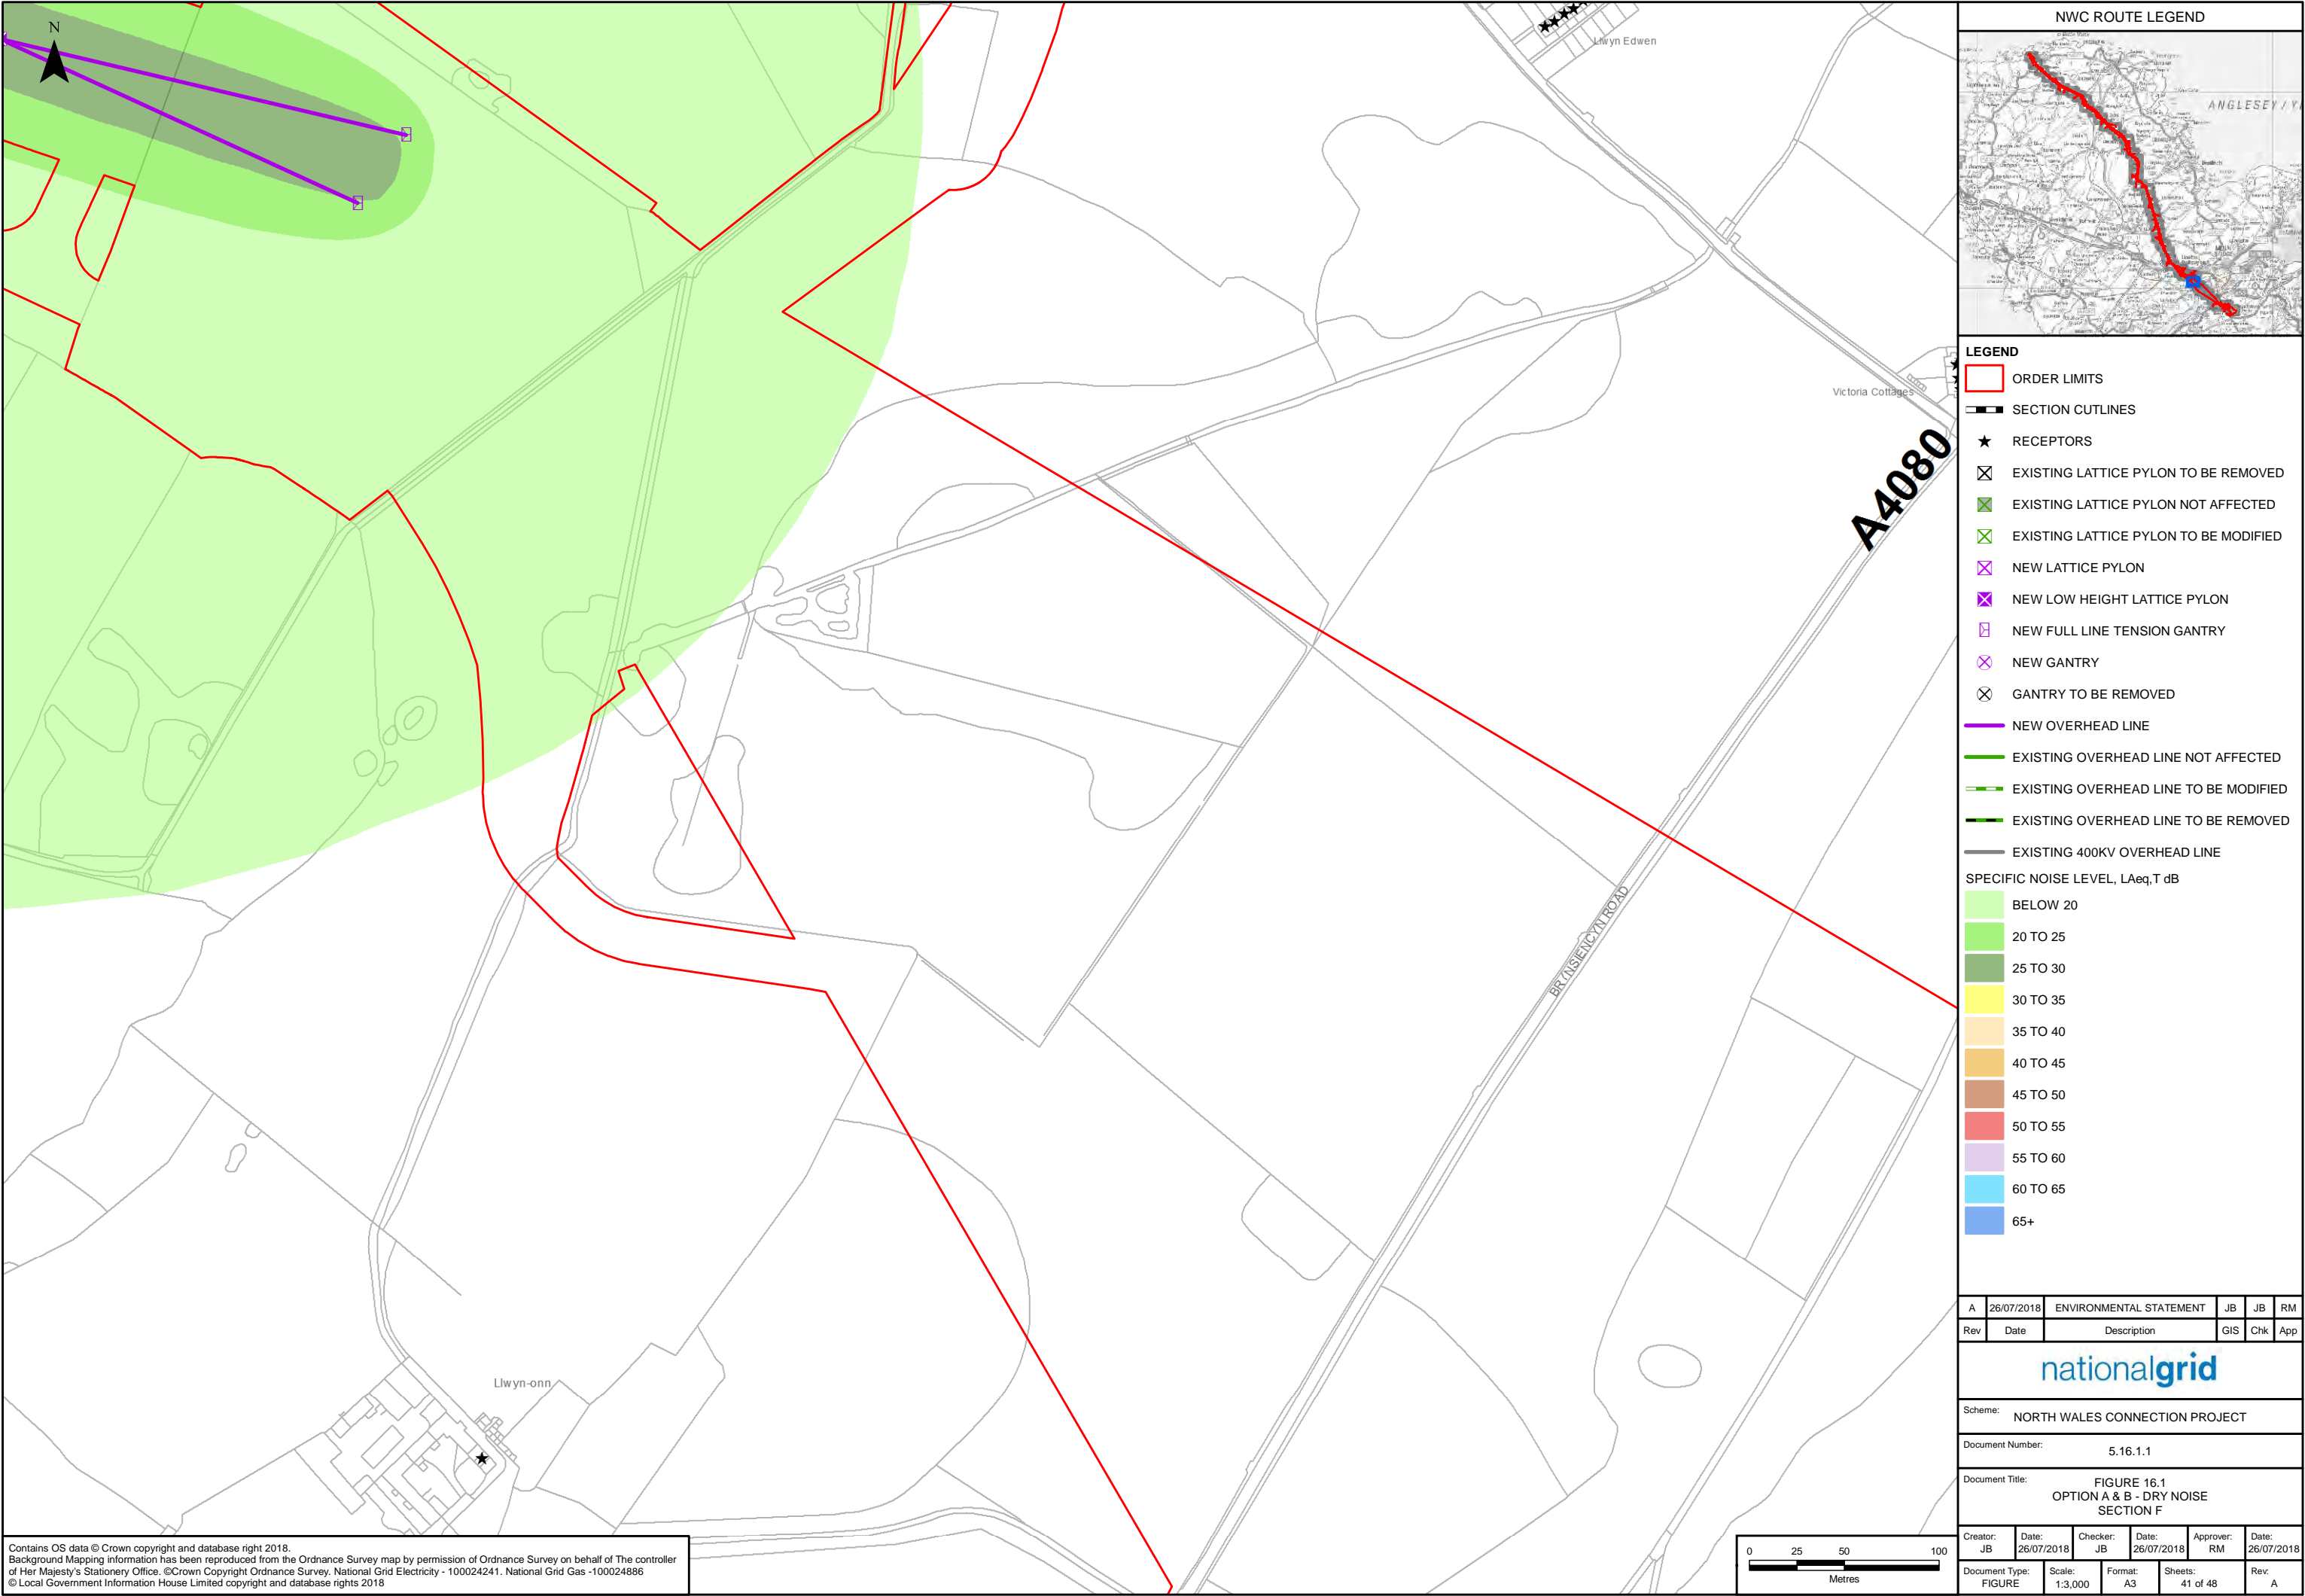 N
Llwyn Edwen
Victoria Cottages
A4080
BRYNSIENCYN ROAD
Llwyn-onn
Contains OS data © Crown copyright and database right 2018.
Background Mapping information has been reproduced from the Ordnance Survey map by permission of Ordnance Survey on behalf of The controller
of Her Majesty's Stationery Office. ©Crown Copyright Ordnance Survey. National Grid Electricity - 100024241. National Grid Gas -100024886
© Local Government Information House Limited copyright and database rights 2018
0 25 50 100
Metres
NWC ROUTE LEGEND
ANGLESEY / Y
LEGEND
ORDER LIMITS
SECTION CUTLINES
RECEPTORS
EXISTING LATTICE PYLON TO BE REMOVED
EXISTING LATTICE PYLON NOT AFFECTED
EXISTING LATTICE PYLON TO BE MODIFIED
NEW LATTICE PYLON
NEW LOW HEIGHT LATTICE PYLON
NEW FULL LINE TENSION GANTRY
NEW GANTRY
GANTRY TO BE REMOVED
NEW OVERHEAD LINE
EXISTING OVERHEAD LINE NOT AFFECTED
EXISTING OVERHEAD LINE TO BE MODIFIED
EXISTING OVERHEAD LINE TO BE REMOVED
EXISTING 400KV OVERHEAD LINE
SPECIFIC NOISE LEVEL, LAeq,T dB
BELOW 20
20 TO 25
25 TO 30
30 TO 35
35 TO 40
40 TO 45
45 TO 50
50 TO 55
55 TO 60
60 TO 65
65+
A 26/07/2018 ENVIRONMENTAL STATEMENT JB JB RM
Rev Date Description GIS Chk App
nationalgrid
Scheme: NORTH WALES CONNECTION PROJECT
Document Number: 5.16.1.1
Document Title: FIGURE 16.1
OPTION A & B - DRY NOISE
SECTION F
Creator: Date: Checker: Date: Approver: Date:
JB 26/07/2018 JB 26/07/2018 RM 26/07/2018
Document Type: Scale: Format: Sheets: Rev:
FIGURE 1:3,000 A3 41 of 48 A